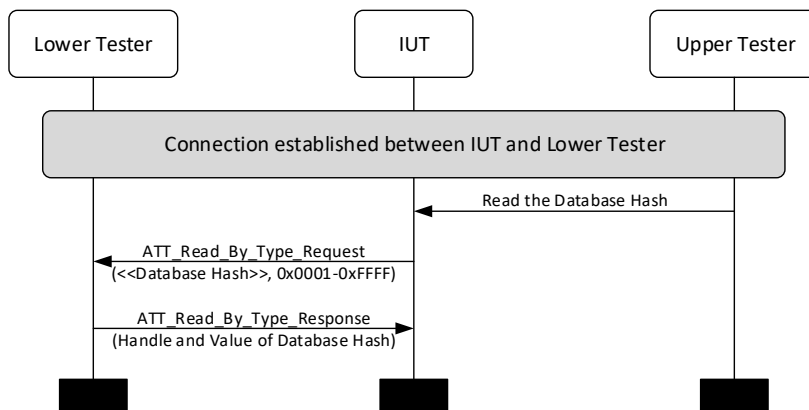 Lower Tester
IUT
Upper Tester
Connection established between IUT and Lower Tester
Read the Database Hash
ATT_Read_By_Type_Request
(<<Database Hash>>, 0x0001-0xFFFF)
ATT_Read_By_Type_Response
(Handle and Value of Database Hash)